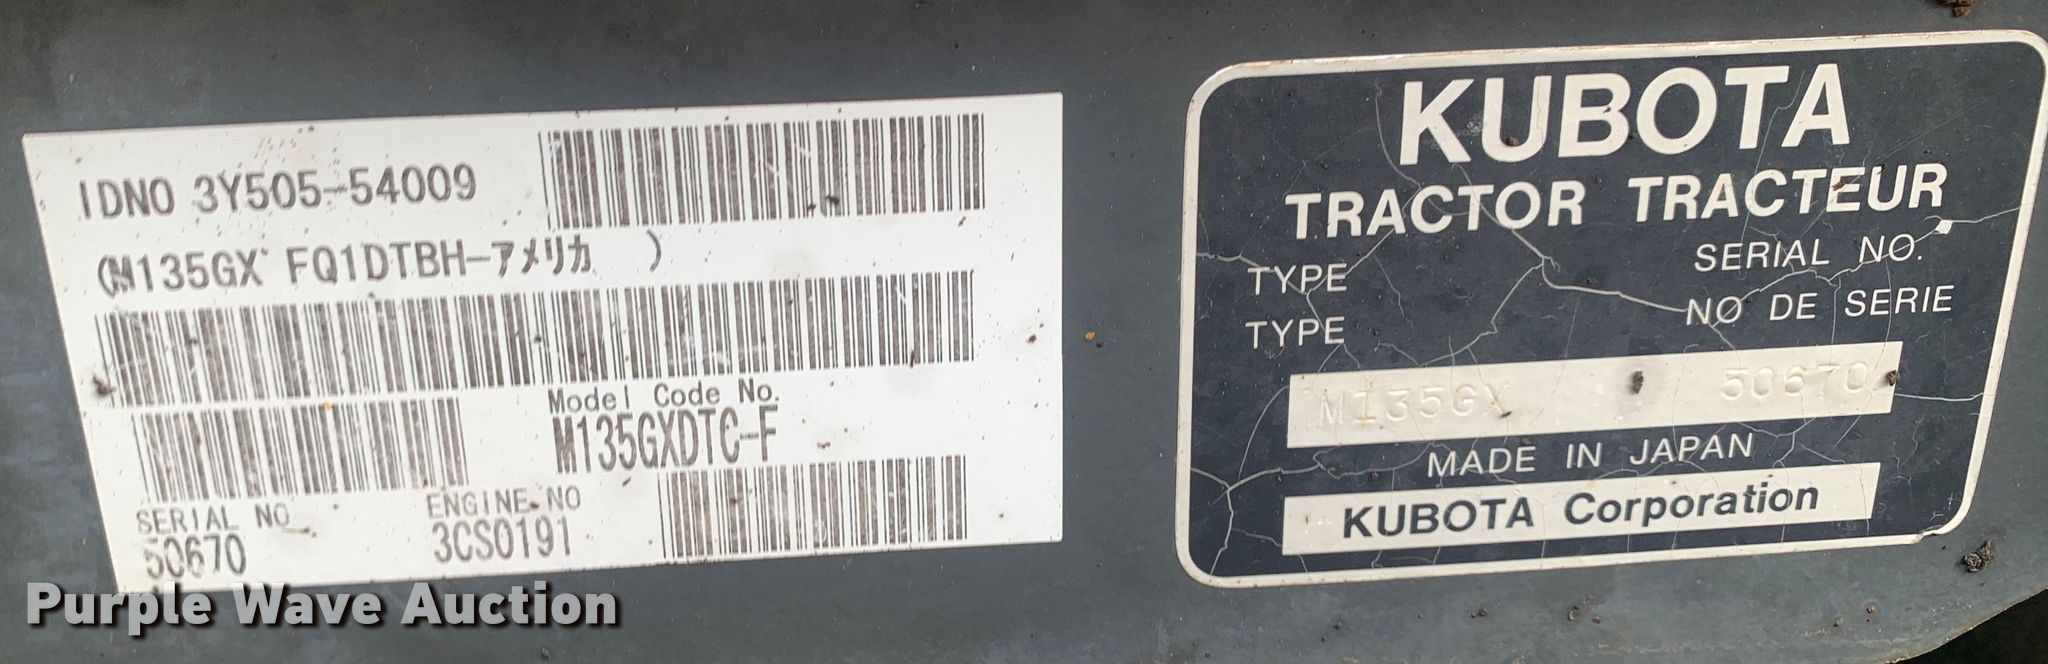 IDNO 3Y505-54009
(M135GX FQ1DTBH-アメリカ )
Model Code No.
M135GXDTC-F
SERIAL NO
50670
ENGINE NO
3CS0191
KUBOTA
TRACTOR TRACTEUR
TYPE SERIAL NO.
TYPE NO DE SERIE
M135GX 50670
MADE IN JAPAN
KUBOTA Corporation
Purple Wave Auction